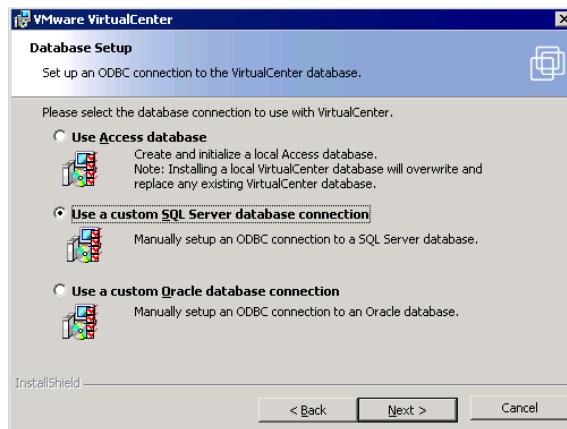 VMware VirtualCenter
Database Setup
Set up an ODBC connection to the VirtualCenter database.
Please select the database connection to use with VirtualCenter.
Use Access database
Create and initialize a local Access database.
Note: Installing a local VirtualCenter database will overwrite and
replace any existing VirtualCenter database.
Use a custom SQL Server database connection
Manually setup an ODBC connection to a SQL Server database.
Use a custom Oracle database connection
Manually setup an ODBC connection to an Oracle database.
InstallShield
< Back
Next >
Cancel